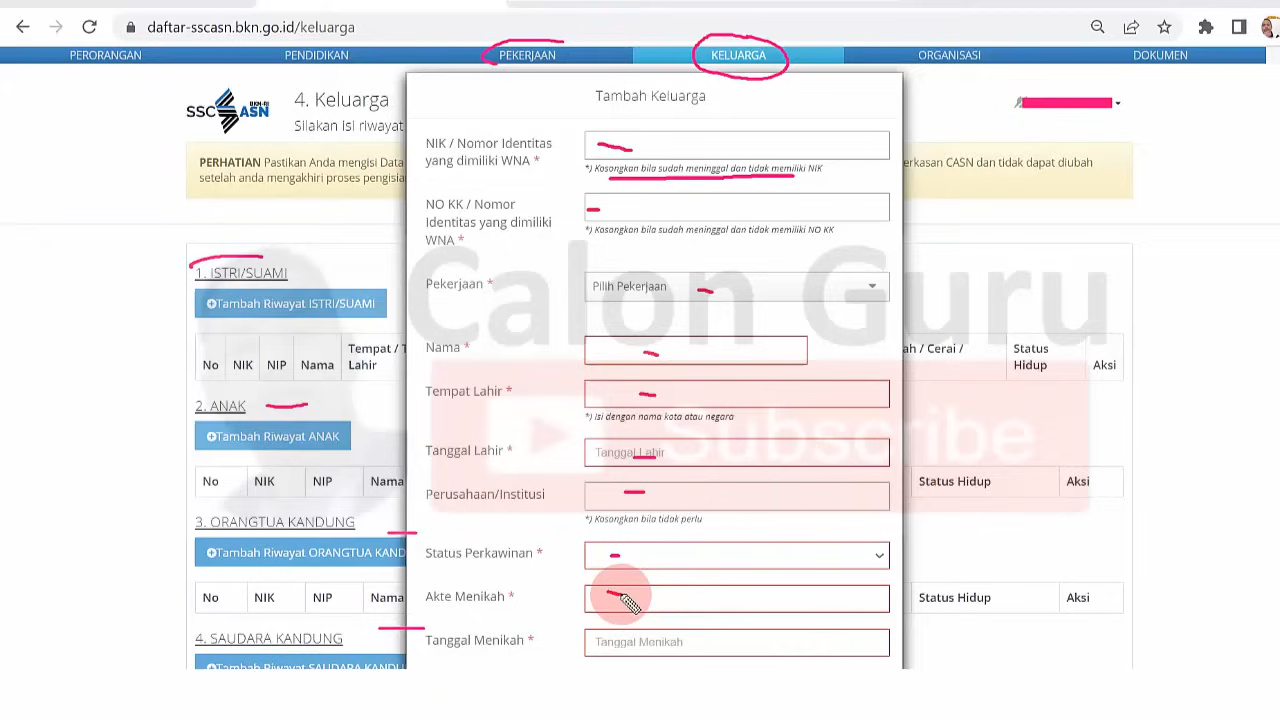 daftar-sscasn.bkn.go.id/keluarga
PERORANGAN PENDIDIKAN PEKERJAAN KELUARGA ORGANISASI DOKUMEN
SSC ASN BKN-RI
4. Keluarga
Silakan isi riwayat
PERHATIAN Pastikan Anda mengisi Data
setelah anda mengakhiri proses pengisia
erkasan CASN dan tidak dapat diubah
1. ISTRI/SUAMI
Tambah Riwayat ISTRI/SUAMI
No NIK NIP Nama Tempat / T
Lahir
ah / Cerai /
Status
Hidup
Aksi
2. ANAK
Tambah Riwayat ANAK
No NIK NIP Nama Status Hidup Aksi
3. ORANGTUA KANDUNG
Tambah Riwayat ORANGTUA KAND
No NIK NIP Nama Status Hidup Aksi
4. SAUDARA KANDUNG
Tambah Riwayat SAUDARA KANDU
Tambah Keluarga
NIK / Nomor Identitas
yang dimiliki WNA *
*) Kosongkan bila sudah meninggal dan tidak memiliki NIK
NO KK / Nomor
Identitas yang dimiliki
WNA *
*) Kosongkan bila sudah meninggal dan tidak memiliki NO KK
Pekerjaan * Pilih Pekerjaan
Nama *
Tempat Lahir *
*) Isi dengan nama kota atau negara
Tanggal Lahir * Tanggal Lahir
Perusahaan/Institusi
*) Kosongkan bila tidak perlu
Status Perkawinan *
Akte Menikah *
Tanggal Menikah * Tanggal Menikah
Calon Guru
Subscribe